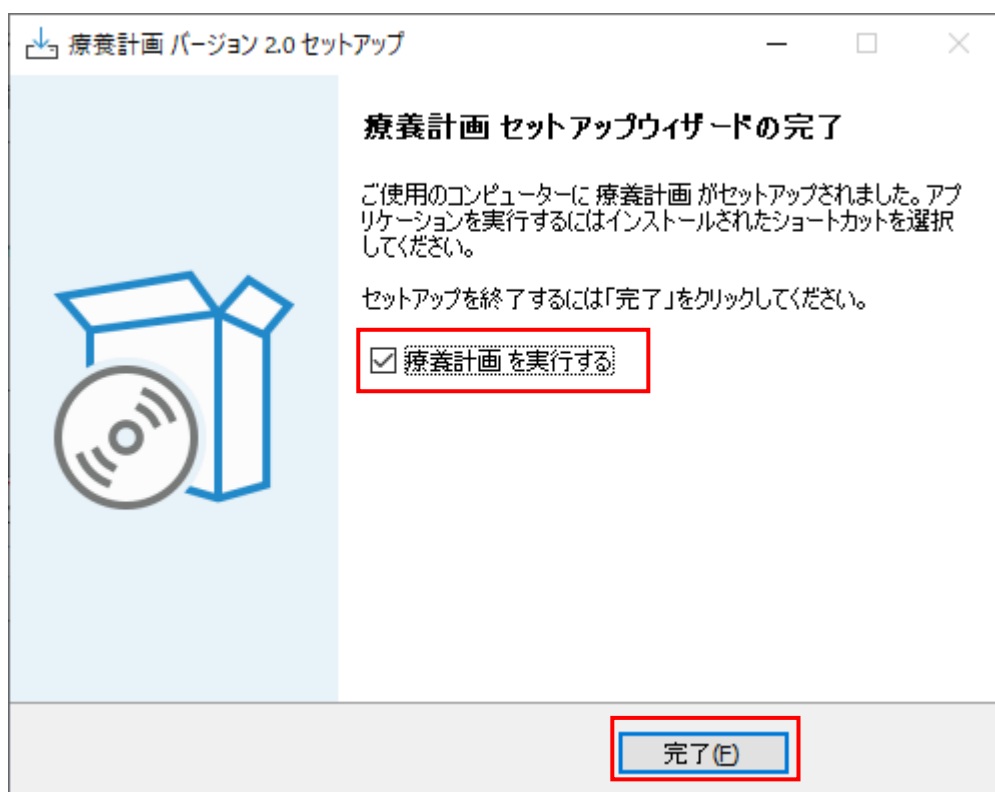 療養計画 バージョン 2.0 セットアップ
療養計画 セットアップウィザードの完了
ご使用のコンピューターに 療養計画 がセットアップされました。アプ
リケーションを実行するにはインストールされたショートカットを選択
してください。
セットアップを終了するには「完了」をクリックしてください。
療養計画 を実行する
完了(F)